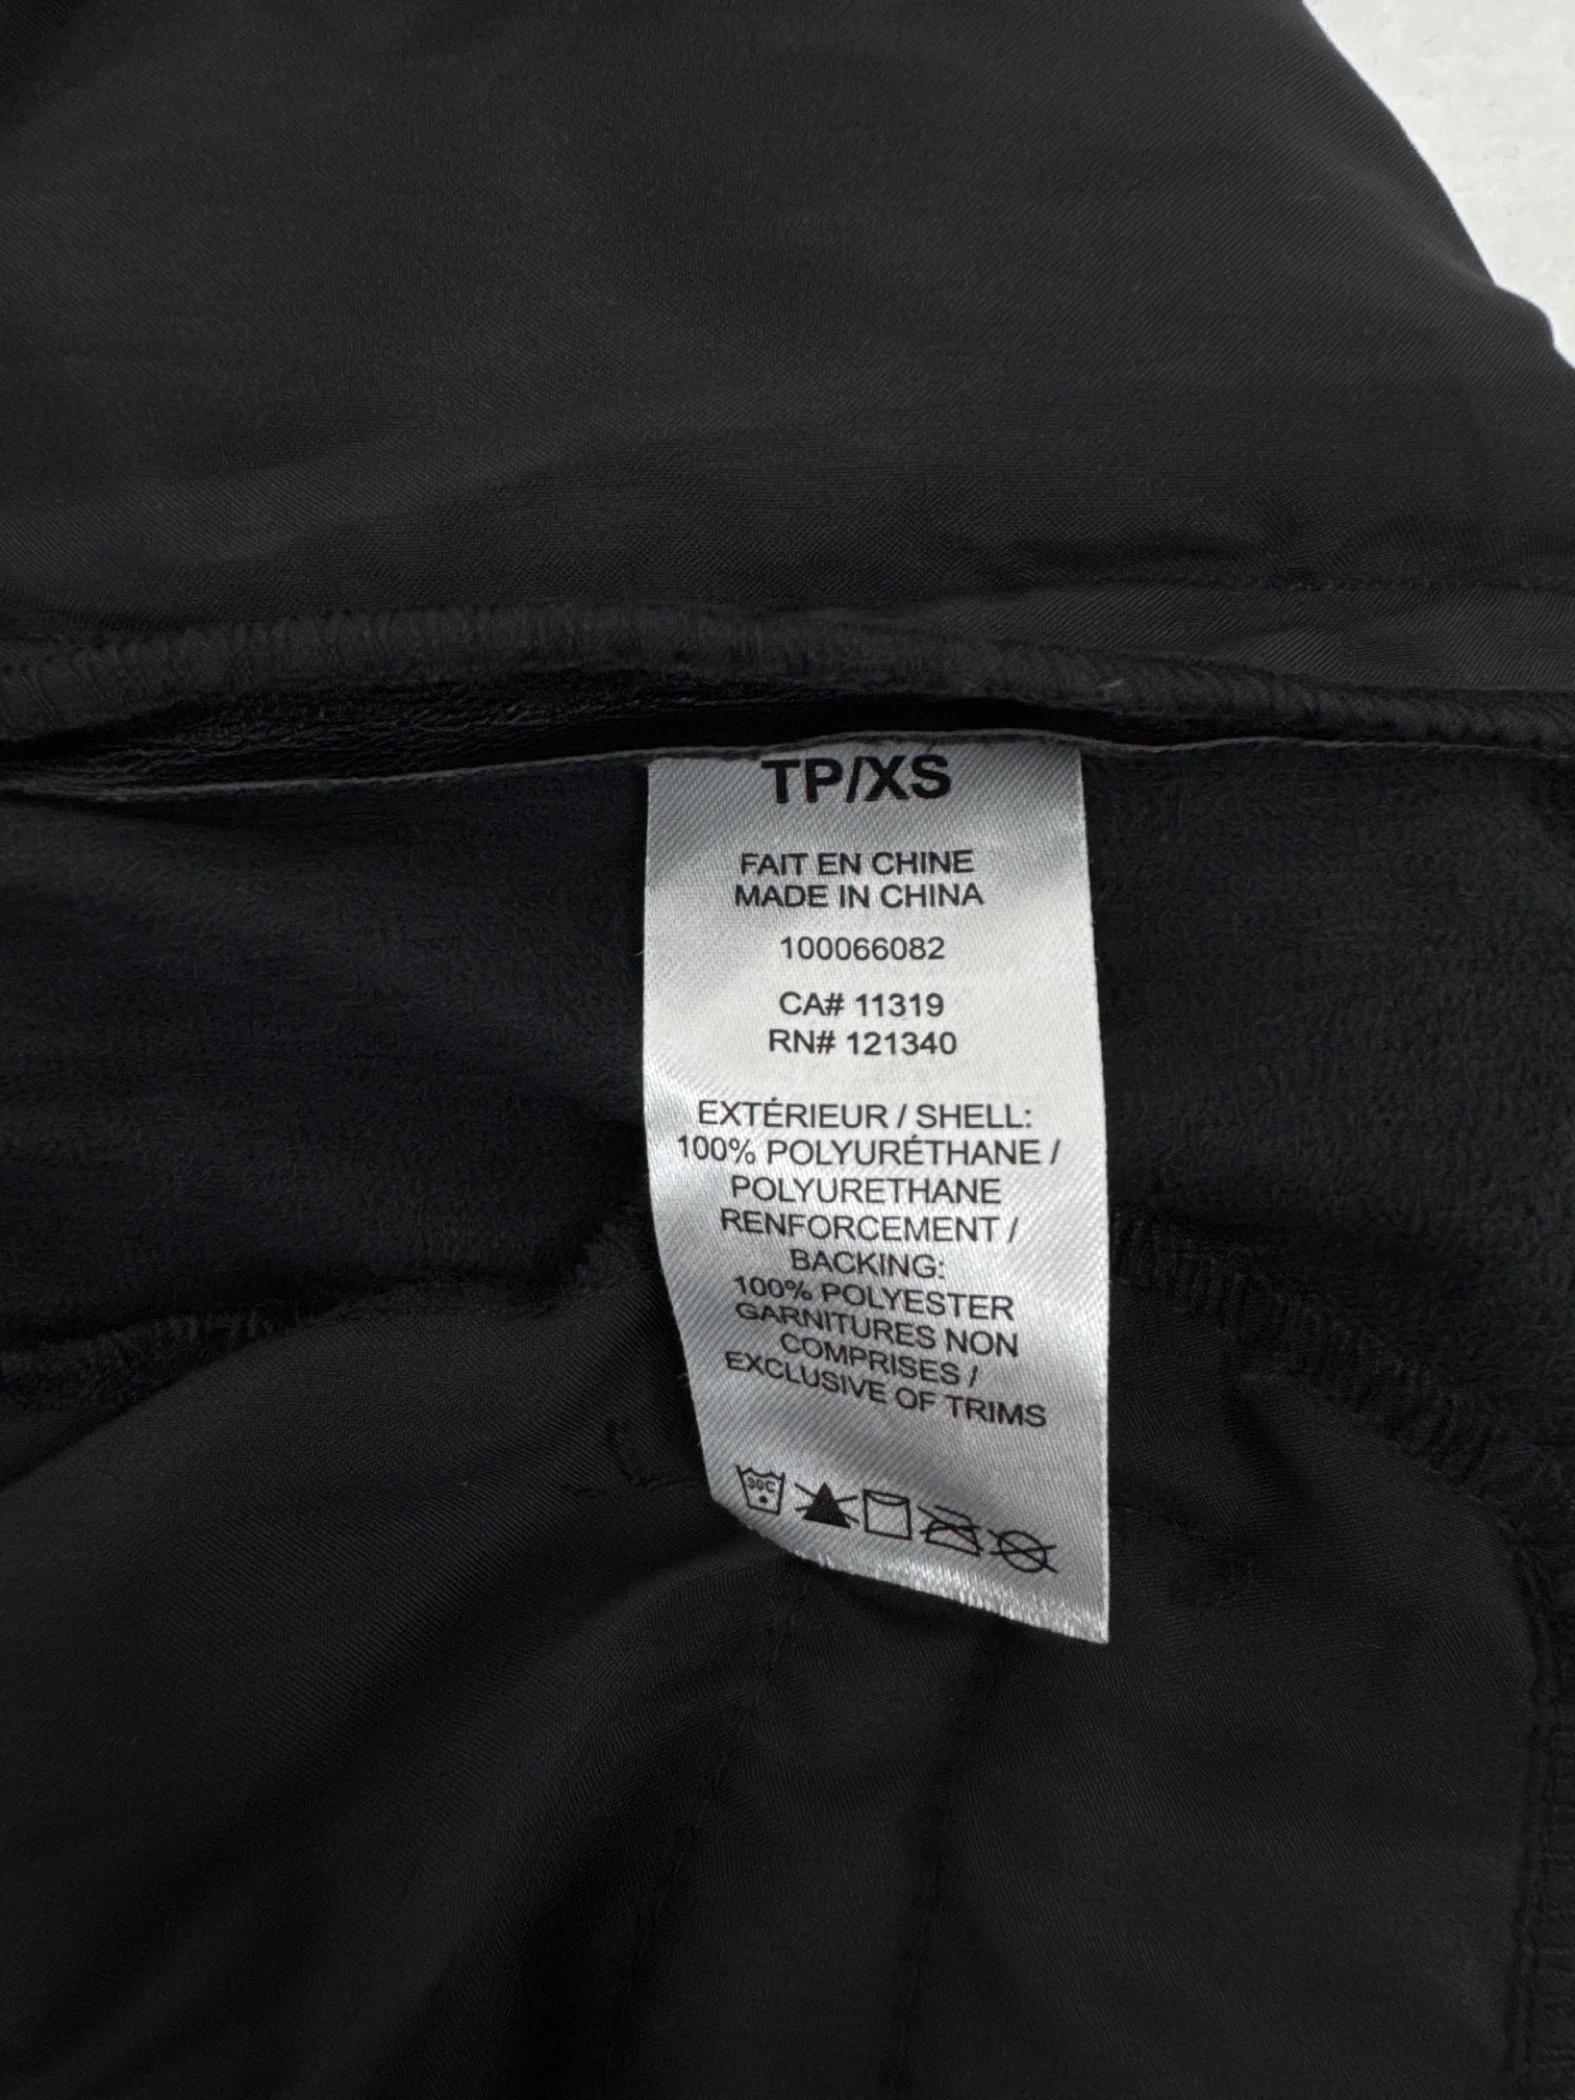 TP/XS
FAIT EN CHINE
MADE IN CHINA
100066082
CA# 11319
RN# 121340
EXTÉRIEUR / SHELL:
100% POLYURÉTHANE /
POLYURETHANE
RENFORCEMENT /
BACKING:
100% POLYESTER
GARNITURES NON
COMPRISES /
EXCLUSIVE OF TRIMS
30C